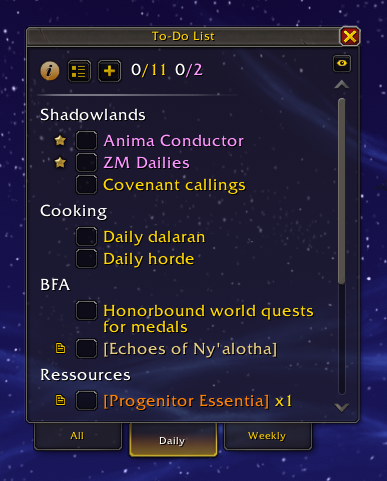 To-Do List
0/11 0/2
Shadowlands
Anima Conductor
ZM Dailies
Covenant callings
Cooking
Daily dalaran
Daily horde
BFA
Honorbound world quests
for medals
[Echoes of Ny'alotha]
Ressources
[Progenitor Essentia] x1
All
Daily
Weekly